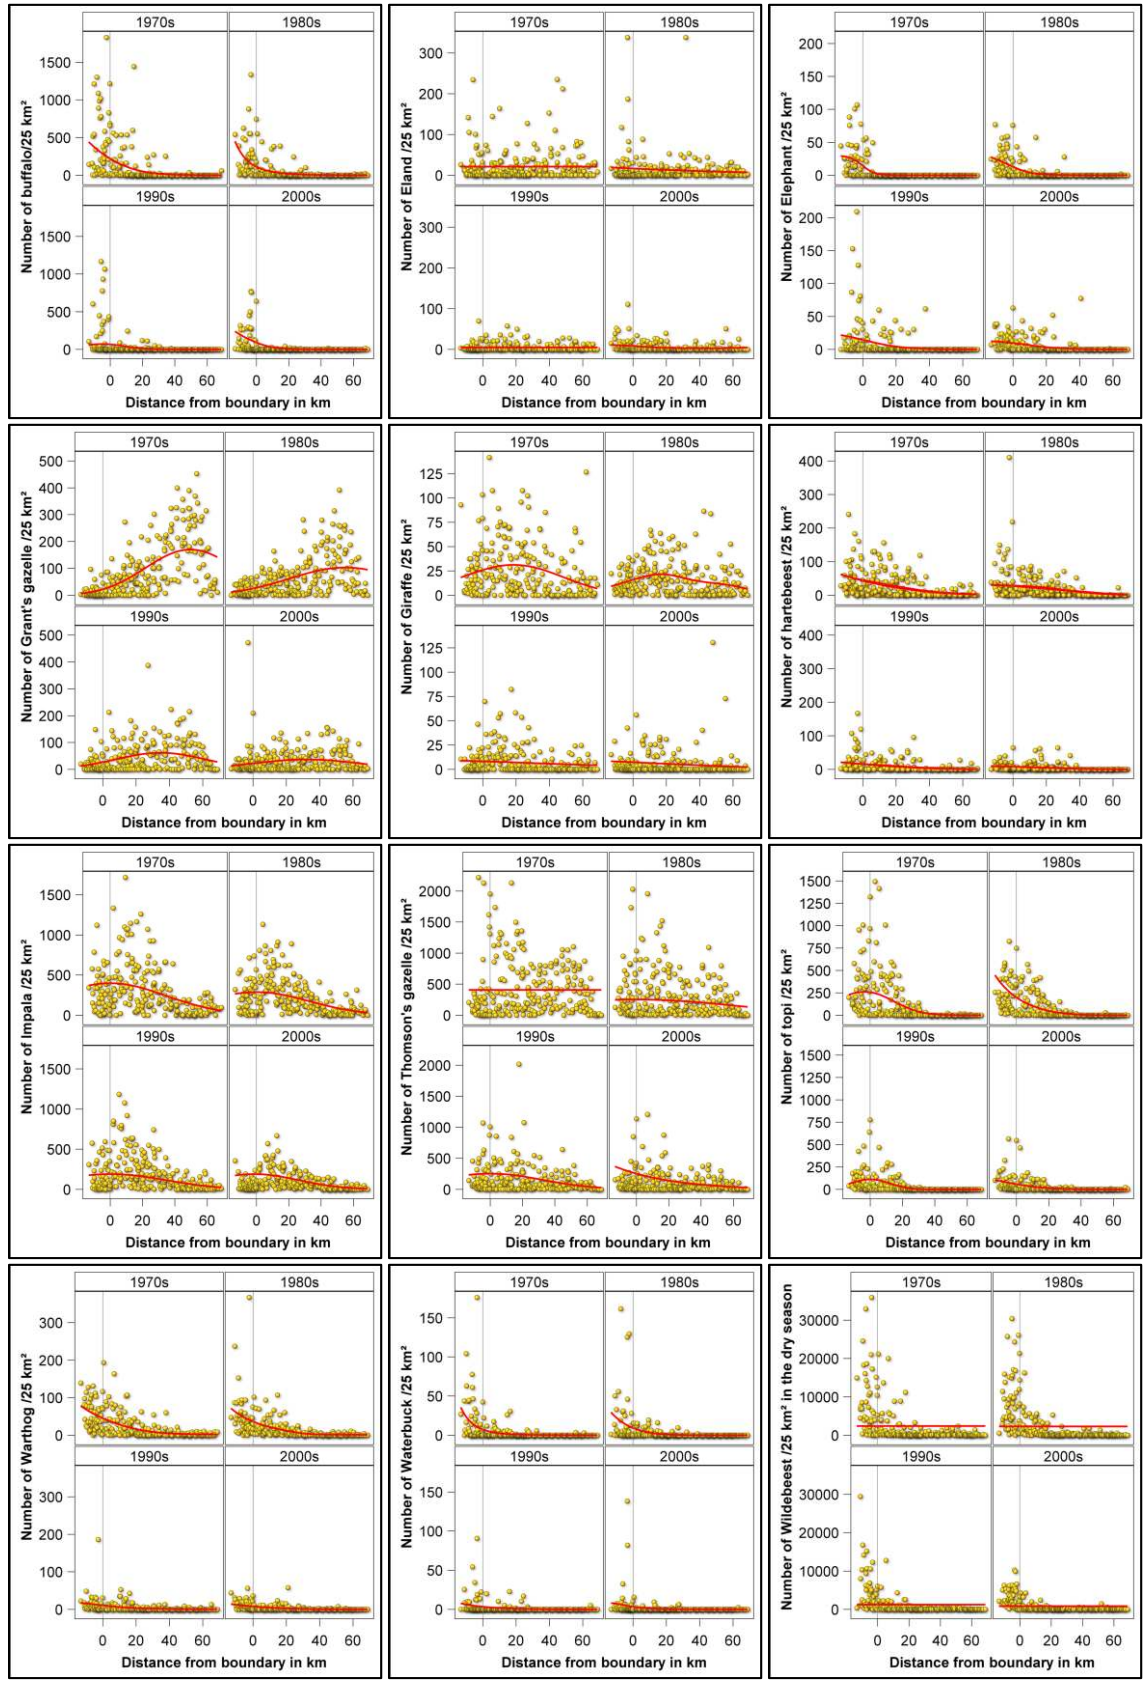 1970s 1980s
Number of buffalo/25 km²
1500
1000
500
0
1990s 2000s
1500
1000
500
0
0 20 40 60 0 20 40 60
Distance from boundary in km
1970s 1980s
Number of Eland /25 km²
300
200
100
0
1990s 2000s
300
200
100
0
0 20 40 60 0 20 40 60
Distance from boundary in km
1970s 1980s
Number of Elephant /25 km²
200
150
100
50
0
1990s 2000s
200
150
100
50
0
0 20 40 60 0 20 40 60
Distance from boundary in km
1970s 1980s
Number of Grant's gazelle /25 km²
500
400
300
200
100
0
1990s 2000s
500
400
300
200
100
0
0 20 40 60 0 20 40 60
Distance from boundary in km
1970s 1980s
Number of Giraffe /25 km²
125
100
75
50
25
0
1990s 2000s
125
100
75
50
25
0
0 20 40 60 0 20 40 60
Distance from boundary in km
1970s 1980s
Number of hartebeest /25 km²
400
300
200
100
0
1990s 2000s
400
300
200
100
0
0 20 40 60 0 20 40 60
Distance from boundary in km
1970s 1980s
Number of Impala /25 km²
1500
1000
500
0
1990s 2000s
1500
1000
500
0
0 20 40 60 0 20 40 60
Distance from boundary in km
1970s 1980s
Number of Thomson's gazelle /25 km²
2000
1500
1000
500
0
1990s 2000s
2000
1500
1000
500
0
0 20 40 60 0 20 40 60
Distance from boundary in km
1970s 1980s
Number of topi /25 km²
1500
1250
1000
750
500
250
0
1990s 2000s
1500
1250
1000
750
500
250
0
0 20 40 60 0 20 40 60
Distance from boundary in km
1970s 1980s
Number of Warthog /25 km²
300
200
100
0
1990s 2000s
300
200
100
0
0 20 40 60 0 20 40 60
Distance from boundary in km
1970s 1980s
Number of Waterbuck /25 km²
150
100
50
0
1990s 2000s
150
100
50
0
0 20 40 60 0 20 40 60
Distance from boundary in km
1970s 1980s
Number of Wildebeest /25 km² in the dry season
30000
20000
10000
0
1990s 2000s
30000
20000
10000
0
0 20 40 60 0 20 40 60
Distance from boundary in km